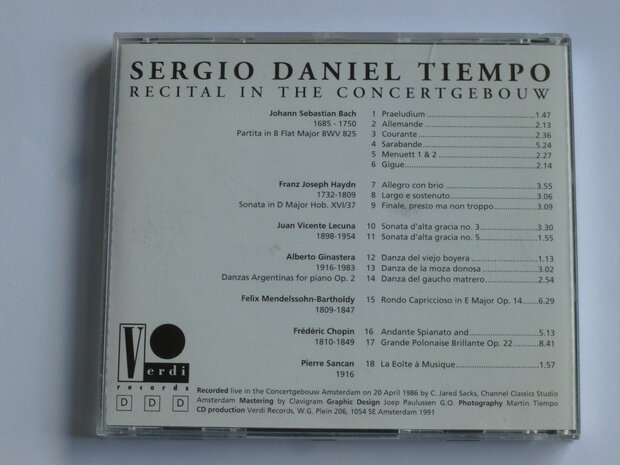 SERGIO DANIEL TIEMPO
RECITAL IN THE CONCERTGEBOUW
Johann Sebastian Bach 1 Praeludium 1.47
1685 - 1750 2 Allemande 2.13
Partita in B Flat Major BWV 825 3 Courante 2.36
4 Sarabande 5.24
5 Menuett 1 & 2 2.27
6 Gigue 2.14
Franz Joseph Haydn 7 Allegro con brio 3.55
1732-1809 8 Largo e sostenuto 3.06
Sonata in D Major Hob. XVI/37 9 Finale, presto ma non troppo 3.09
Juan Vicente Lecuna 10 Sonata d'alta gracia no. 3 3.30
1898-1954 11 Sonata d'alta gracia no. 5 1.55
Alberto Ginastera 12 Danza del viejo boyera 1.13
1916-1983 13 Danza de la moza donosa 3.02
Danzas Argentinas for piano Op. 2 14 Danza del gaucho matrero 2.54
Felix Mendelssohn-Bartholdy 15 Rondo Capriccioso in E Major Op. 14 6.29
1809-1847
Frédéric Chopin 16 Andante Spianato and 5.13
1810-1849 17 Grande Polonaise Brillante Op. 22 8.41
Pierre Sancan 18 La Boîte à Musique 1.57
1916
Verdi
records
D D D
Recorded live in the Concertgebouw Amsterdam on 20 April 1986 by C. Jared Sacks, Channel Classics Studio
Amsterdam Mastering by Clavigram Graphic Design Joep Paulussen G.O. Photography Martin Tiempo
CD production Verdi Records, W.G. Plein 206, 1054 SE Amsterdam 1991